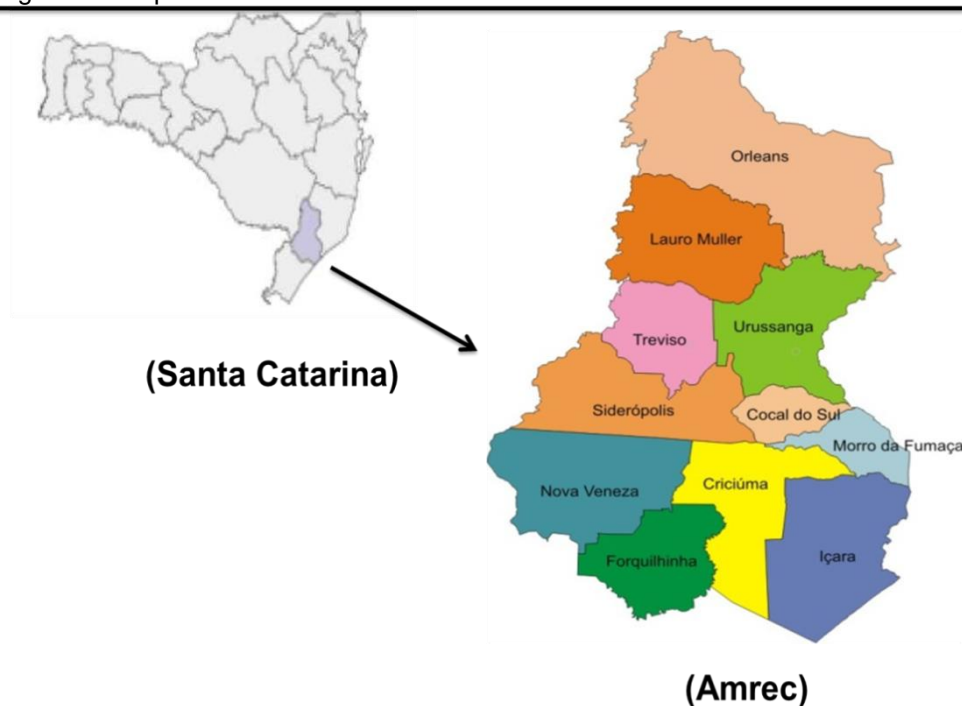 (Santa Catarina)
Orleans
Lauro Muller
Urussanga
Treviso
Siderópolis
Cocal do Sul
Morro da Fumaça
Nova Veneza
Criciúma
Forquilhinha
Içara
(Amrec)